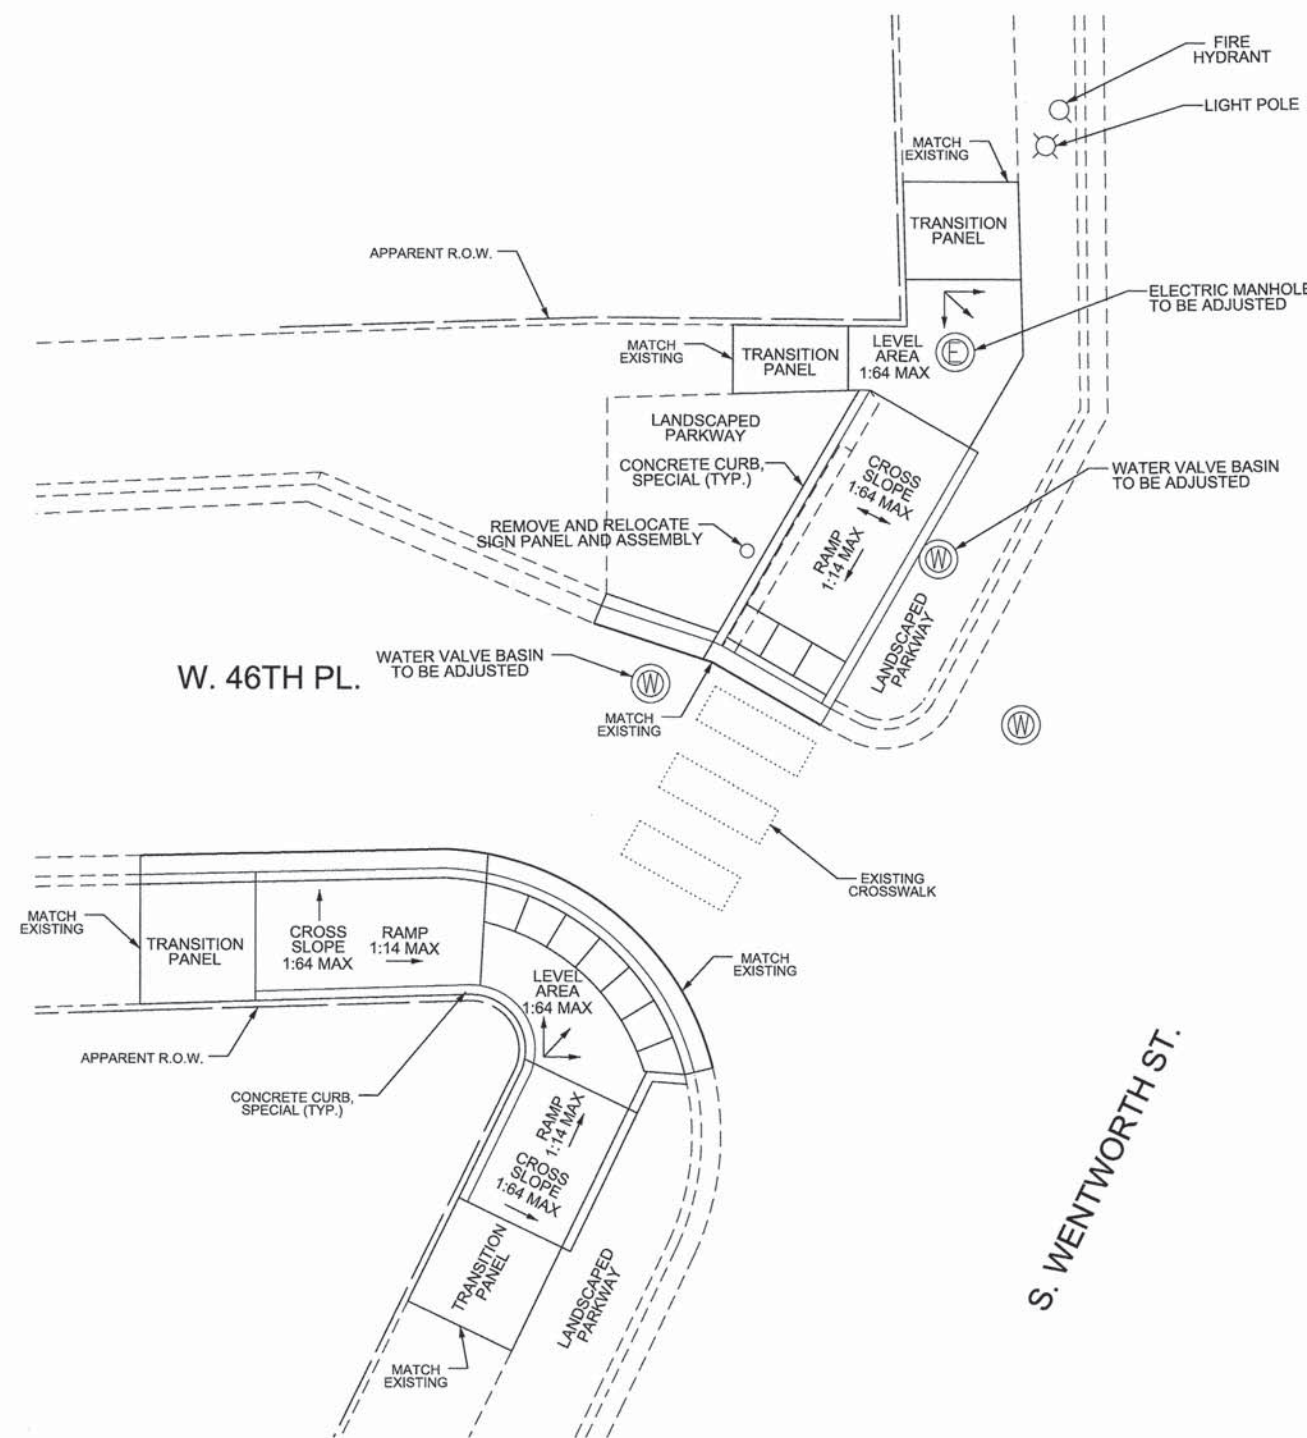 FIRE
HYDRANT
LIGHT POLE
MATCH
EXISTING
TRANSITION
PANEL
APPARENT R.O.W.
ELECTRIC MANHOLE
TO BE ADJUSTED
MATCH
EXISTING
TRANSITION
PANEL
LEVEL
AREA
1:64 MAX
E
LANDSCAPED
PARKWAY
CONCRETE CURB,
SPECIAL (TYP.)
CROSS
SLOPE
1:64 MAX
WATER VALVE BASIN
TO BE ADJUSTED
REMOVE AND RELOCATE
SIGN PANEL AND ASSEMBLY
RAMP
1:14 MAX
W
LANDSCAPED
PARKWAY
W. 46TH PL.
WATER VALVE BASIN
TO BE ADJUSTED
W
MATCH
EXISTING
W
EXISTING
CROSSWALK
MATCH
EXISTING
TRANSITION
PANEL
CROSS
SLOPE
1:64 MAX
RAMP
1:14 MAX
LEVEL
AREA
1:64 MAX
MATCH
EXISTING
APPARENT R.O.W.
CONCRETE CURB,
SPECIAL (TYP.)
RAMP
1:14 MAX
CROSS
SLOPE
1:64 MAX
TRANSITION
PANEL
LANDSCAPED
PARKWAY
MATCH
EXISTING
S. WENTWORTH ST.